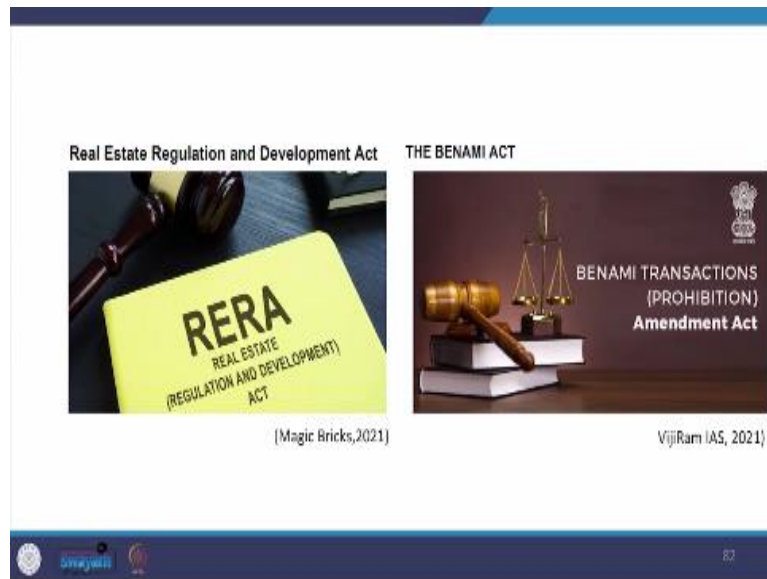 Real Estate Regulation and Development Act
THE BENAMI ACT
RERA
REAL ESTATE
(REGULATION AND DEVELOPMENT)
ACT
BENAMI TRANSACTIONS
(PROHIBITION)
Amendment Act
(Magic Bricks,2021)
VijiRam IAS, 2021)
swayam
82